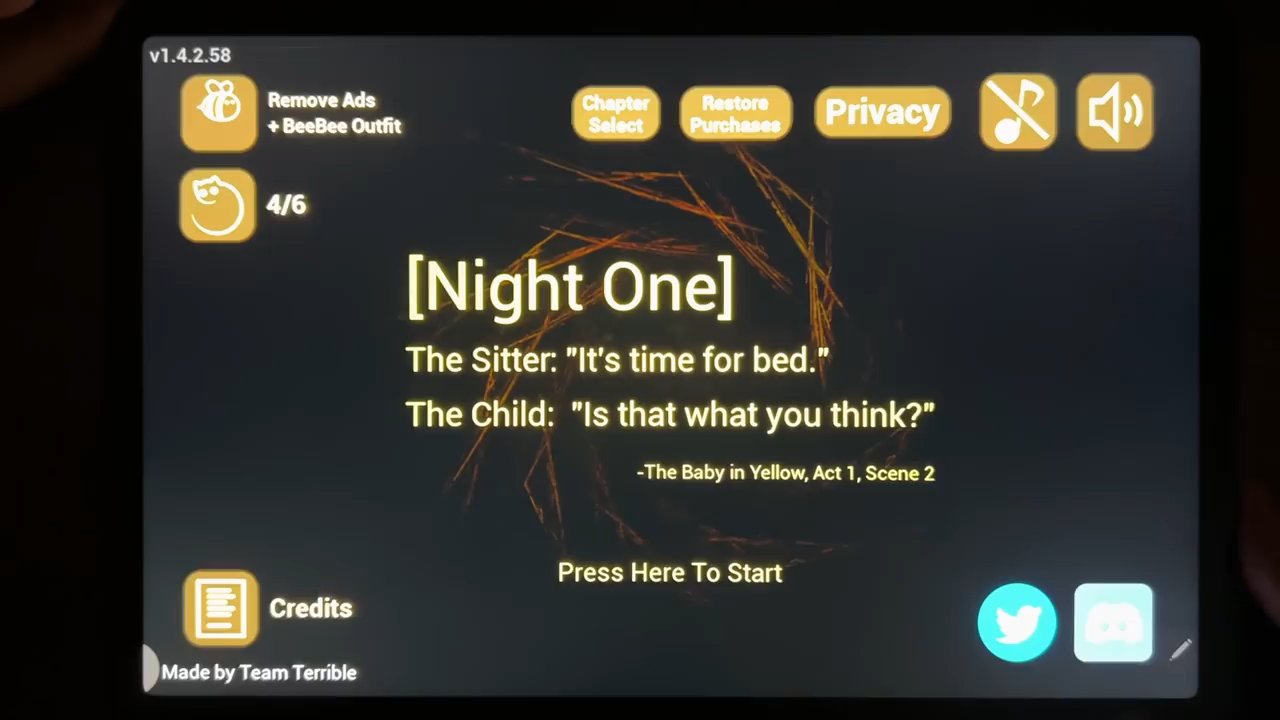 v1.4.2.58
Remove Ads
+ BeeBee Outfit
Chapter
Select
Restore
Purchases
Privacy
4/6
[Night One]
The Sitter: "It's time for bed."
The Child:  "Is that what you think?"
-The Baby in Yellow, Act 1, Scene 2
Press Here To Start
Credits
Made by Team Terrible